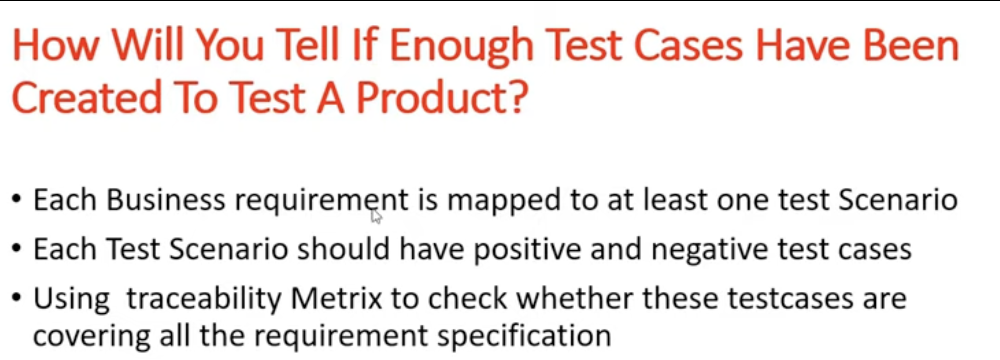 How Will You Tell If Enough Test Cases Have Been
Created To Test A Product?
• Each Business requirement is mapped to at least one test Scenario
• Each Test Scenario should have positive and negative test cases
• Using  traceability Metrix to check whether these testcases are
covering all the requirement specification